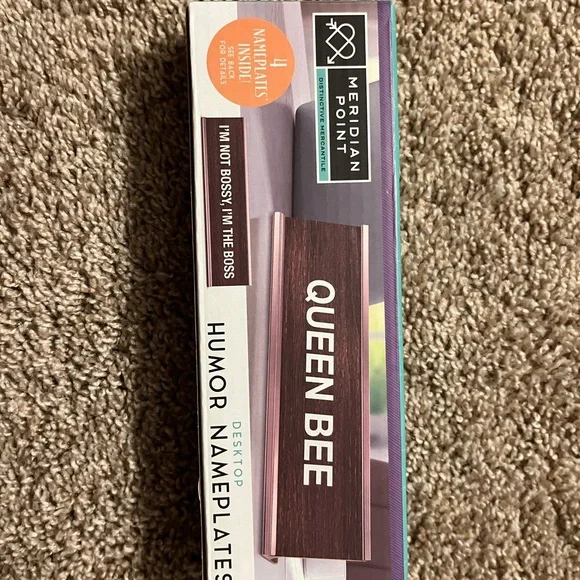 4
NAMEPLATES
INSIDE!
SEE BACK
FOR DETAILS
MERIDIAN
POINT
DISTINCTIVE MERCANTILE
I'M NOT BOSSY, I'M THE BOSS
QUEEN BEE
DESKTOP
HUMOR NAMEPLATES